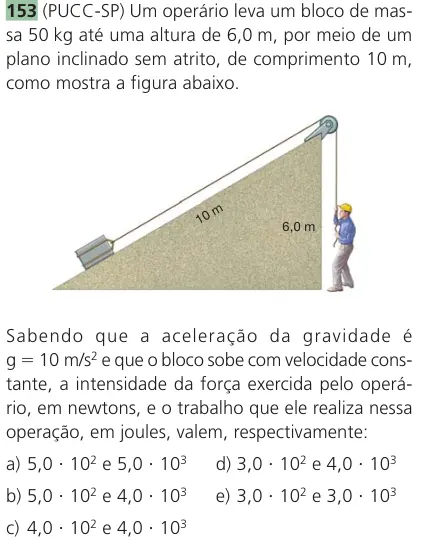 153 (PUCC-SP) Um operário leva um bloco de mas-
sa 50 kg até uma altura de 6,0 m, por meio de um
plano inclinado sem atrito, de comprimento 10 m,
como mostra a figura abaixo.
10 m
6,0 m
Sabendo que a aceleração da gravidade é
g = 10 m/s² e que o bloco sobe com velocidade cons-
tante, a intensidade da força exercida pelo operá-
rio, em newtons, e o trabalho que ele realiza nessa
operação, em joules, valem, respectivamente:
a) 5,0 · 10² e 5,0 · 10³ d) 3,0 · 10² e 4,0 · 10³
b) 5,0 · 10² e 4,0 · 10³ e) 3,0 · 10² e 3,0 · 10³
c) 4,0 · 10² e 4,0 · 10³